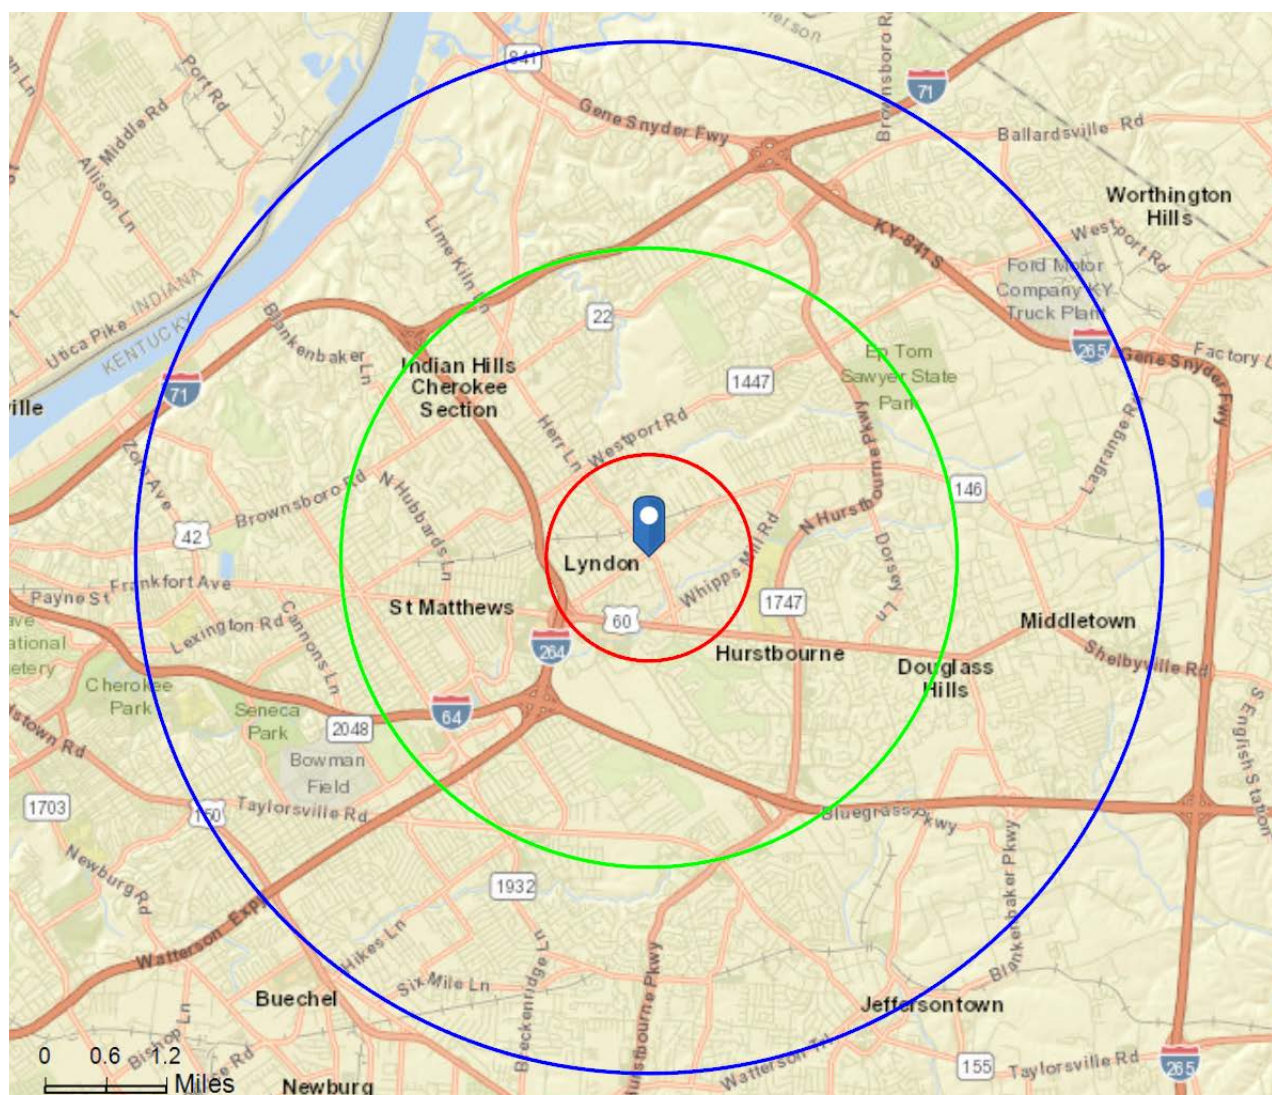 841
71
Brownsboro Rd
Port Rd
Middle Rd
Gene Snyder Fwy
Ballardsville Rd
Allison Ln
Worthington
Hills
Lime Kiln Ln
KY-841 S
Westport Rd
Ford Motor
Company KY
Truck Plant
INDIANA
KENTUCKY
Utica Pike
22
Blankenbaker Ln
265
Gene Snyder Fwy
Factory L
Ep Tom
Sawyer State
Park
Indian Hills
Cherokee
Section
1447
71
ville
Herr Ln
Westport Rd
Lagrange Rd
Zorn Ave
Brownsboro Rd
N Hubbards Ln
146
N Hurstbourne Pkwy
42
Lyndon
Whipps Mill Rd
Dorsey Ln
Frankfort Ave
Payne St
St Matthews
60
1747
Middletown
Lexington Rd
Cannons Ln
264
Hurstbourne
Shelbyville Rd
Douglass
Hills
Cherokee
Park
Seneca
Park
64
2048
S English Station
Bowman
Field
1703
150
Taylorsville Rd
Bluegrass Pkwy
Newburg Rd
1932
Blankenbaker Pkwy
Watterson Expy
Hikes Ln
Six Mile Ln
Breckenridge Ln
Hurstbourne Pkwy
Buechel
Jeffersontown
Bishop Ln
Watterson Trl
155
Taylorsville Rd
265
Newburg
0 0.6 1.2
Miles